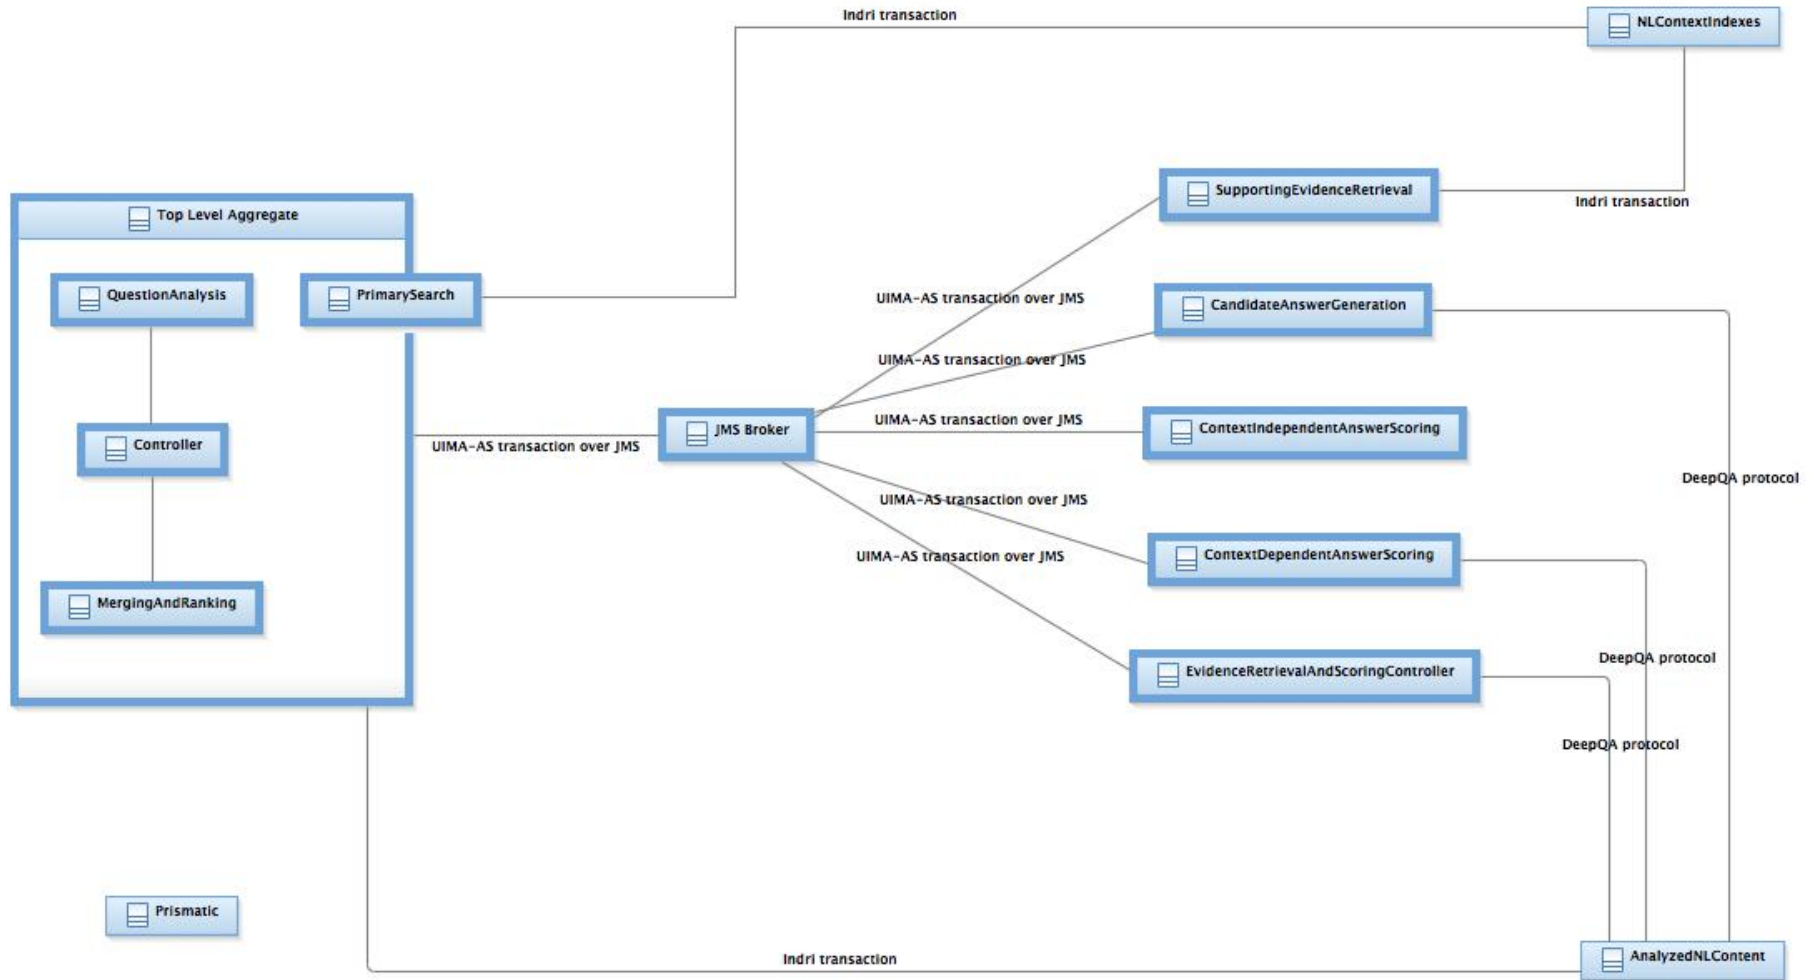 Indri transaction
NLContextIndexes
SupportingEvidenceRetrieval
Indri transaction
Top Level Aggregate
QuestionAnalysis
PrimarySearch
UIMA-AS transaction over JMS
CandidateAnswerGeneration
UIMA-AS transaction over JMS
JMS Broker
UIMA-AS transaction over JMS
ContextIndependentAnswerScoring
Controller
UIMA-AS transaction over JMS
DeepQA protocol
UIMA-AS transaction over JMS
UIMA-AS transaction over JMS
ContextDependentAnswerScoring
MergingAndRanking
DeepQA protocol
EvidenceRetrievalAndScoringController
DeepQA protocol
Prismatic
Indri transaction
AnalyzedNLContent